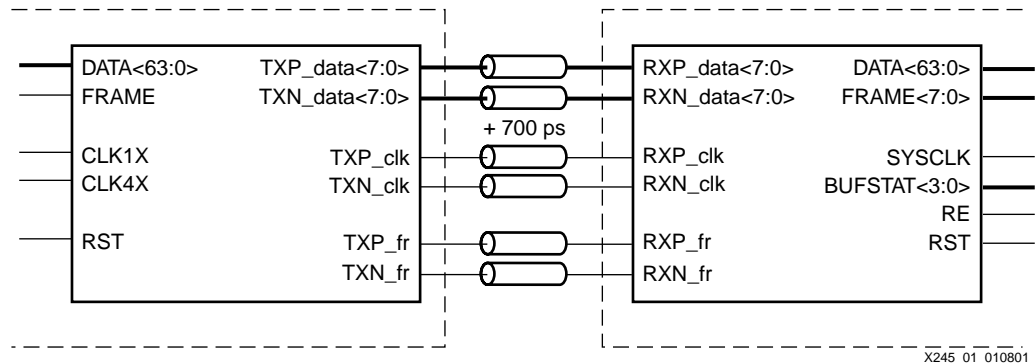 DATA<63:0> TXP_data<7:0> RXP_data<7:0> DATA<63:0>
FRAME TXN_data<7:0> RXN_data<7:0> FRAME<7:0>
+ 700 ps
CLK1X TXP_clk RXP_clk SYSCLK
CLK4X TXN_clk RXN_clk BUFSTAT<3:0>
RE
RST TXP_fr RXP_fr RST
TXN_fr RXN_fr
X245_01_010801